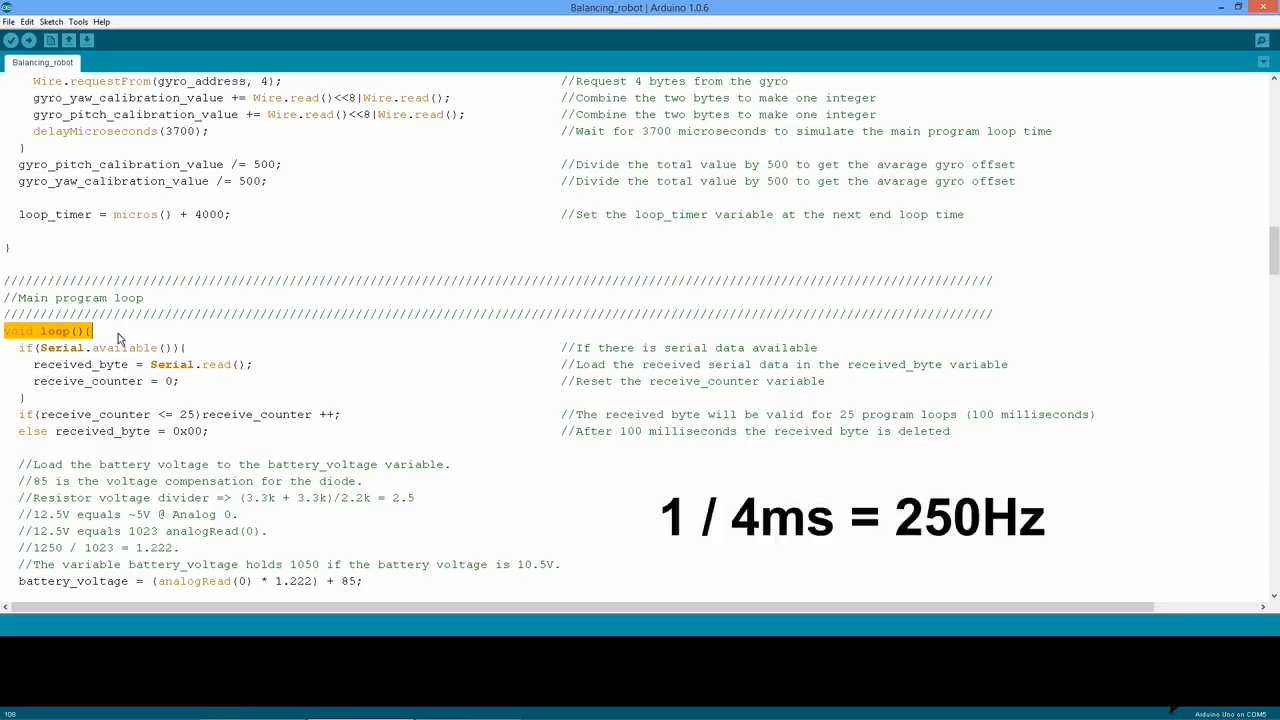 Balancing_robot | Arduino 1.0.6
File Edit Sketch Tools Help
Balancing_robot
Wire.requestFrom(gyro_address, 4); //Request 4 bytes from the gyro
gyro_yaw_calibration_value += Wire.read()<<8|Wire.read(); //Combine the two bytes to make one integer
gyro_pitch_calibration_value += Wire.read()<<8|Wire.read(); //Combine the two bytes to make one integer
delayMicroseconds(3700); //Wait for 3700 microseconds to simulate the main program loop time
}
gyro_pitch_calibration_value /= 500; //Divide the total value by 500 to get the avarage gyro offset
gyro_yaw_calibration_value /= 500; //Divide the total value by 500 to get the avarage gyro offset
loop_timer = micros() + 4000; //Set the loop_timer variable at the next end loop time
}
///////////////////////////////////////////////////////////////////////////////////////////////////////////////////////////////////////
//Main program loop
///////////////////////////////////////////////////////////////////////////////////////////////////////////////////////////////////////
void loop(){
if(Serial.available()){ //If there is serial data available
received_byte = Serial.read(); //Load the received serial data in the received_byte variable
receive_counter = 0; //Reset the receive_counter variable
}
if(receive_counter <= 25)receive_counter ++; //The received byte will be valid for 25 program loops (100 milliseconds)
else received_byte = 0x00; //After 100 milliseconds the received byte is deleted
//Load the battery voltage to the battery_voltage variable.
//85 is the voltage compensation for the diode.
//Resistor voltage divider => (3.3k + 3.3k)/2.2k = 2.5
//12.5V equals ~5V @ Analog 0.
//12.5V equals 1023 analogRead(0).
//1250 / 1023 = 1.222.
//The variable battery_voltage holds 1050 if the battery voltage is 10.5V.
battery_voltage = (analogRead(0) * 1.222) + 85;
1 / 4ms = 250Hz
108 Arduino Uno on COM5